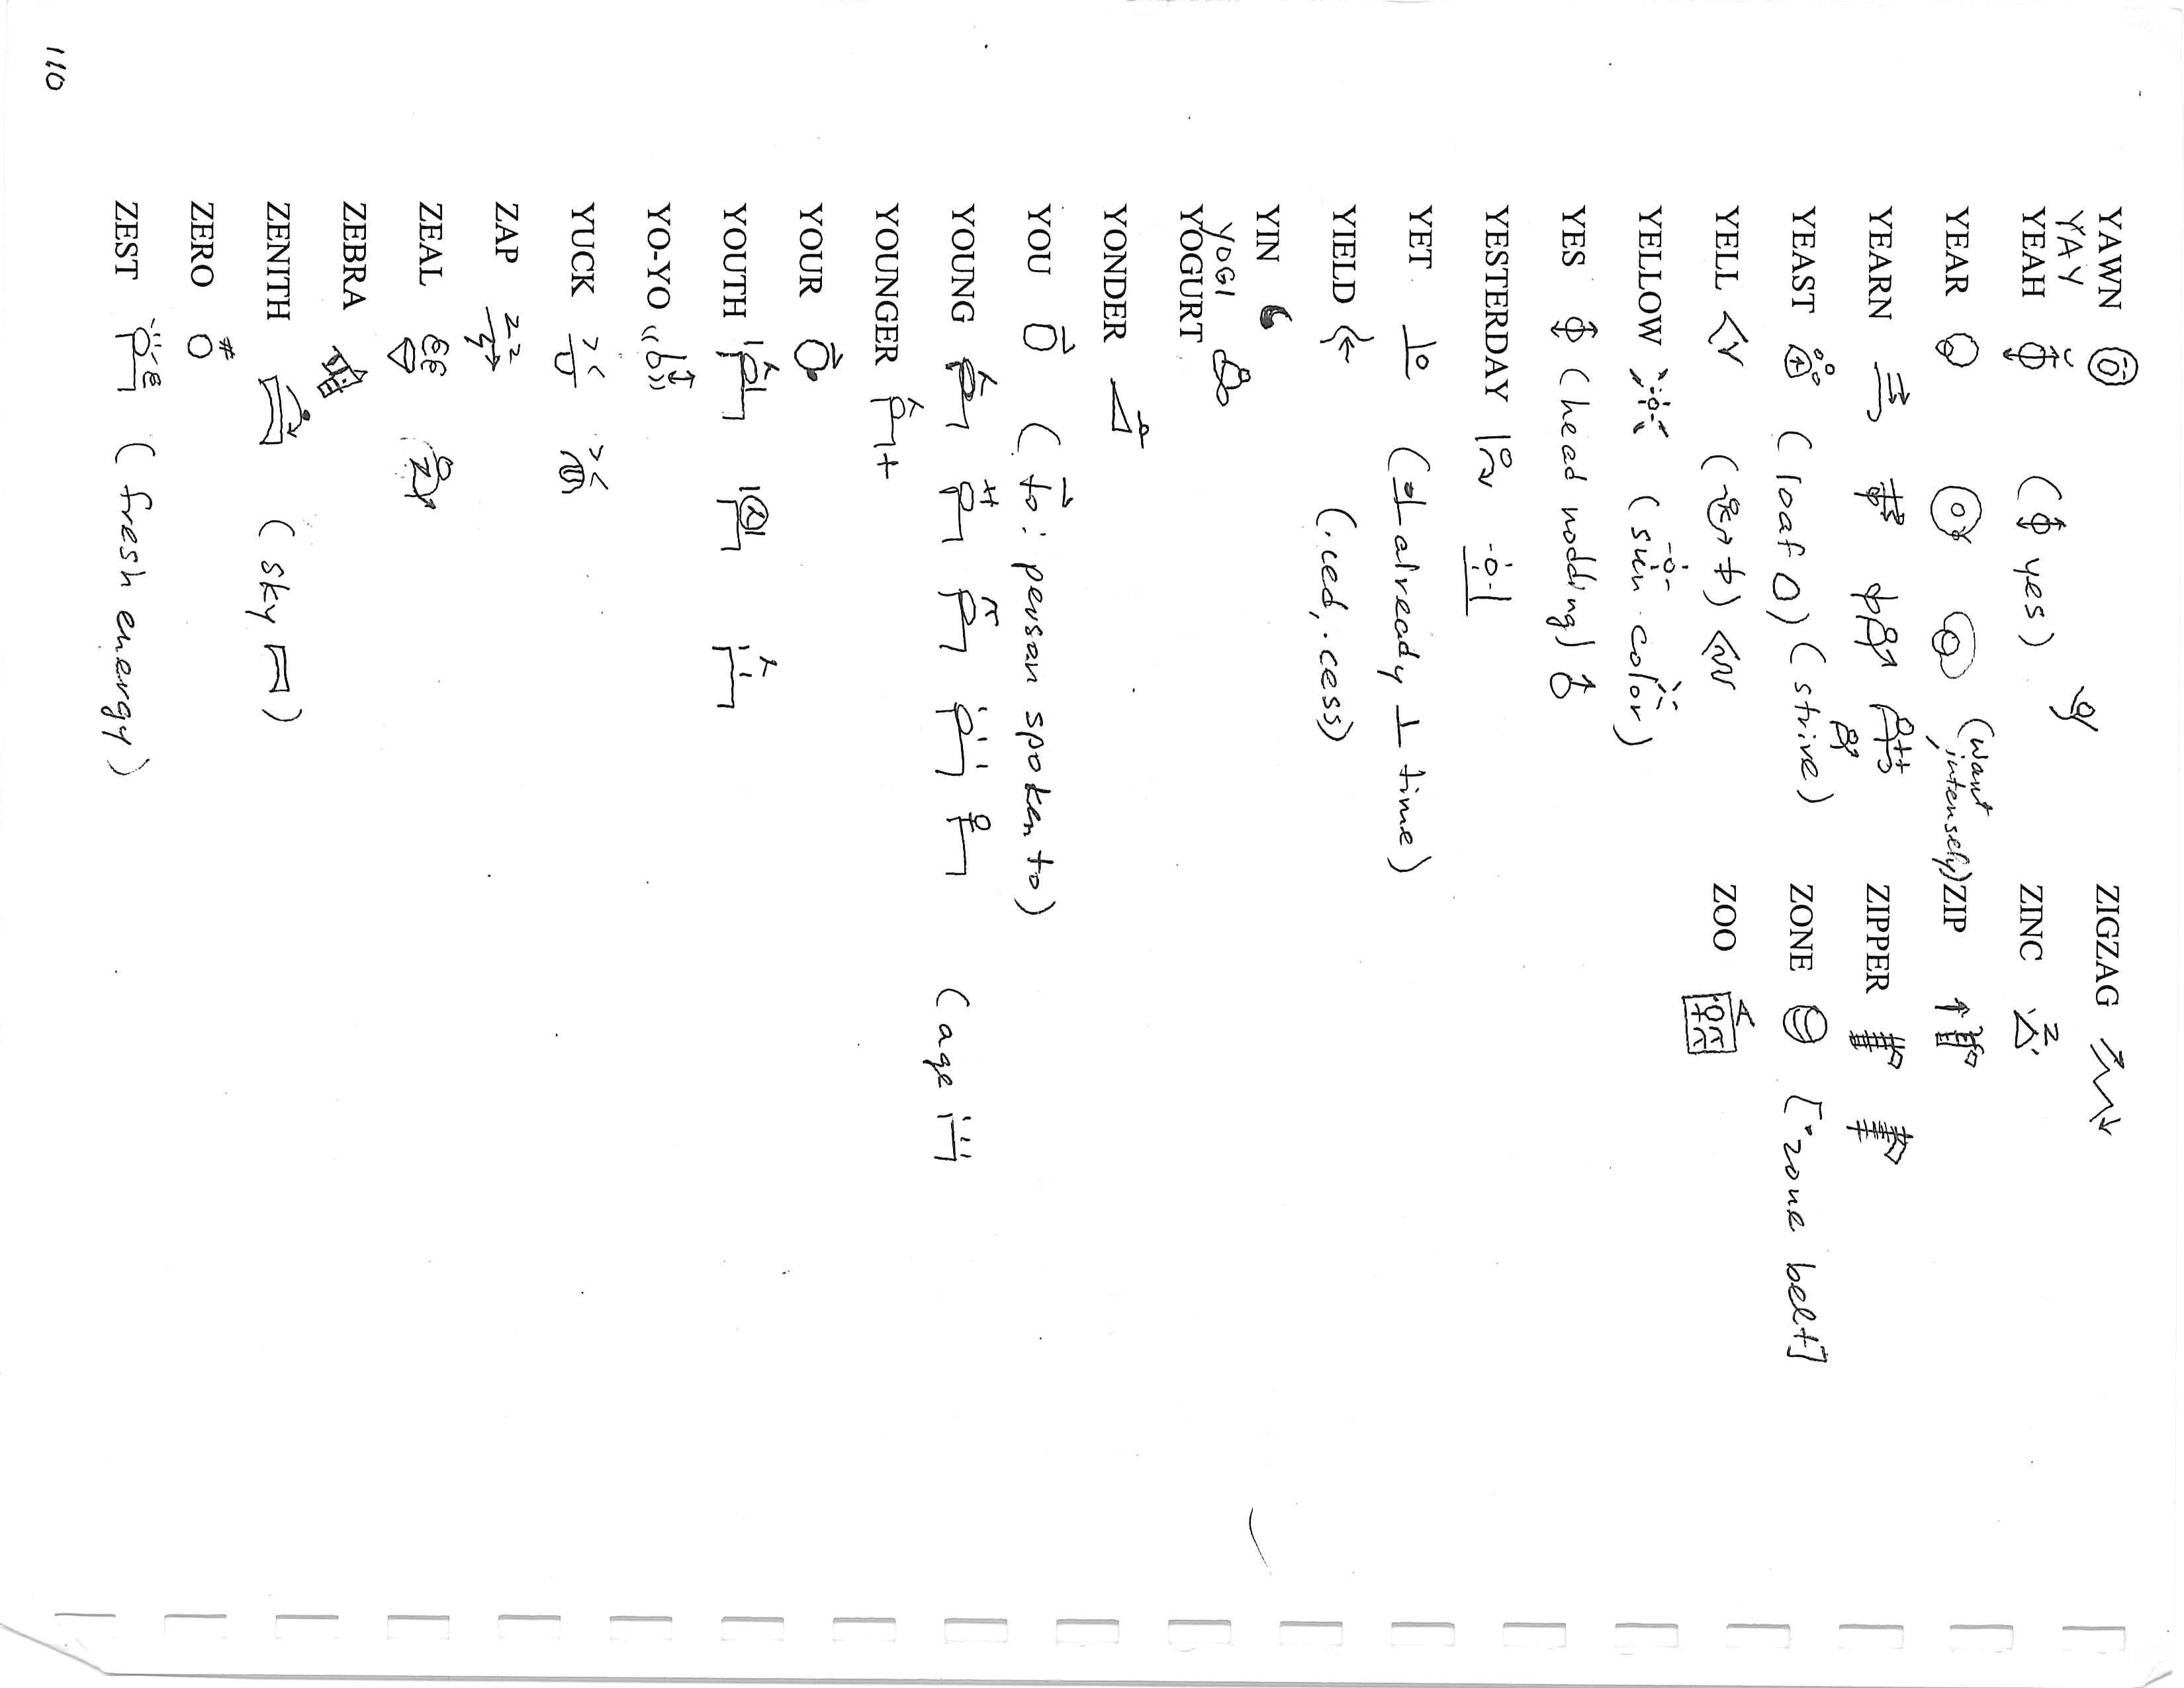 YAWN
YAY
YEAH ( yes)
YEAR
(want intensely)
YEARN
YEAST (loaf) (strive)
YELL
YELLOW (sun color)
YES (head nodding)
YESTERDAY
YET (already ⊥ time)
YIELD (.ced, .cess)
YIN
YOGI
YOGURT
YONDER
YOU (to: person spoken to)
YOUNG (age)
YOUNGER +
YOUR
YOUTH
YO-YO
YUCK
ZAP
ZEAL
ZEBRA
ZENITH (sky)
ZERO #
ZEST (fresh energy)
ZIGZAG
ZINC
ZIP
ZIPPER
ZONE [zone belt]
ZOO
110